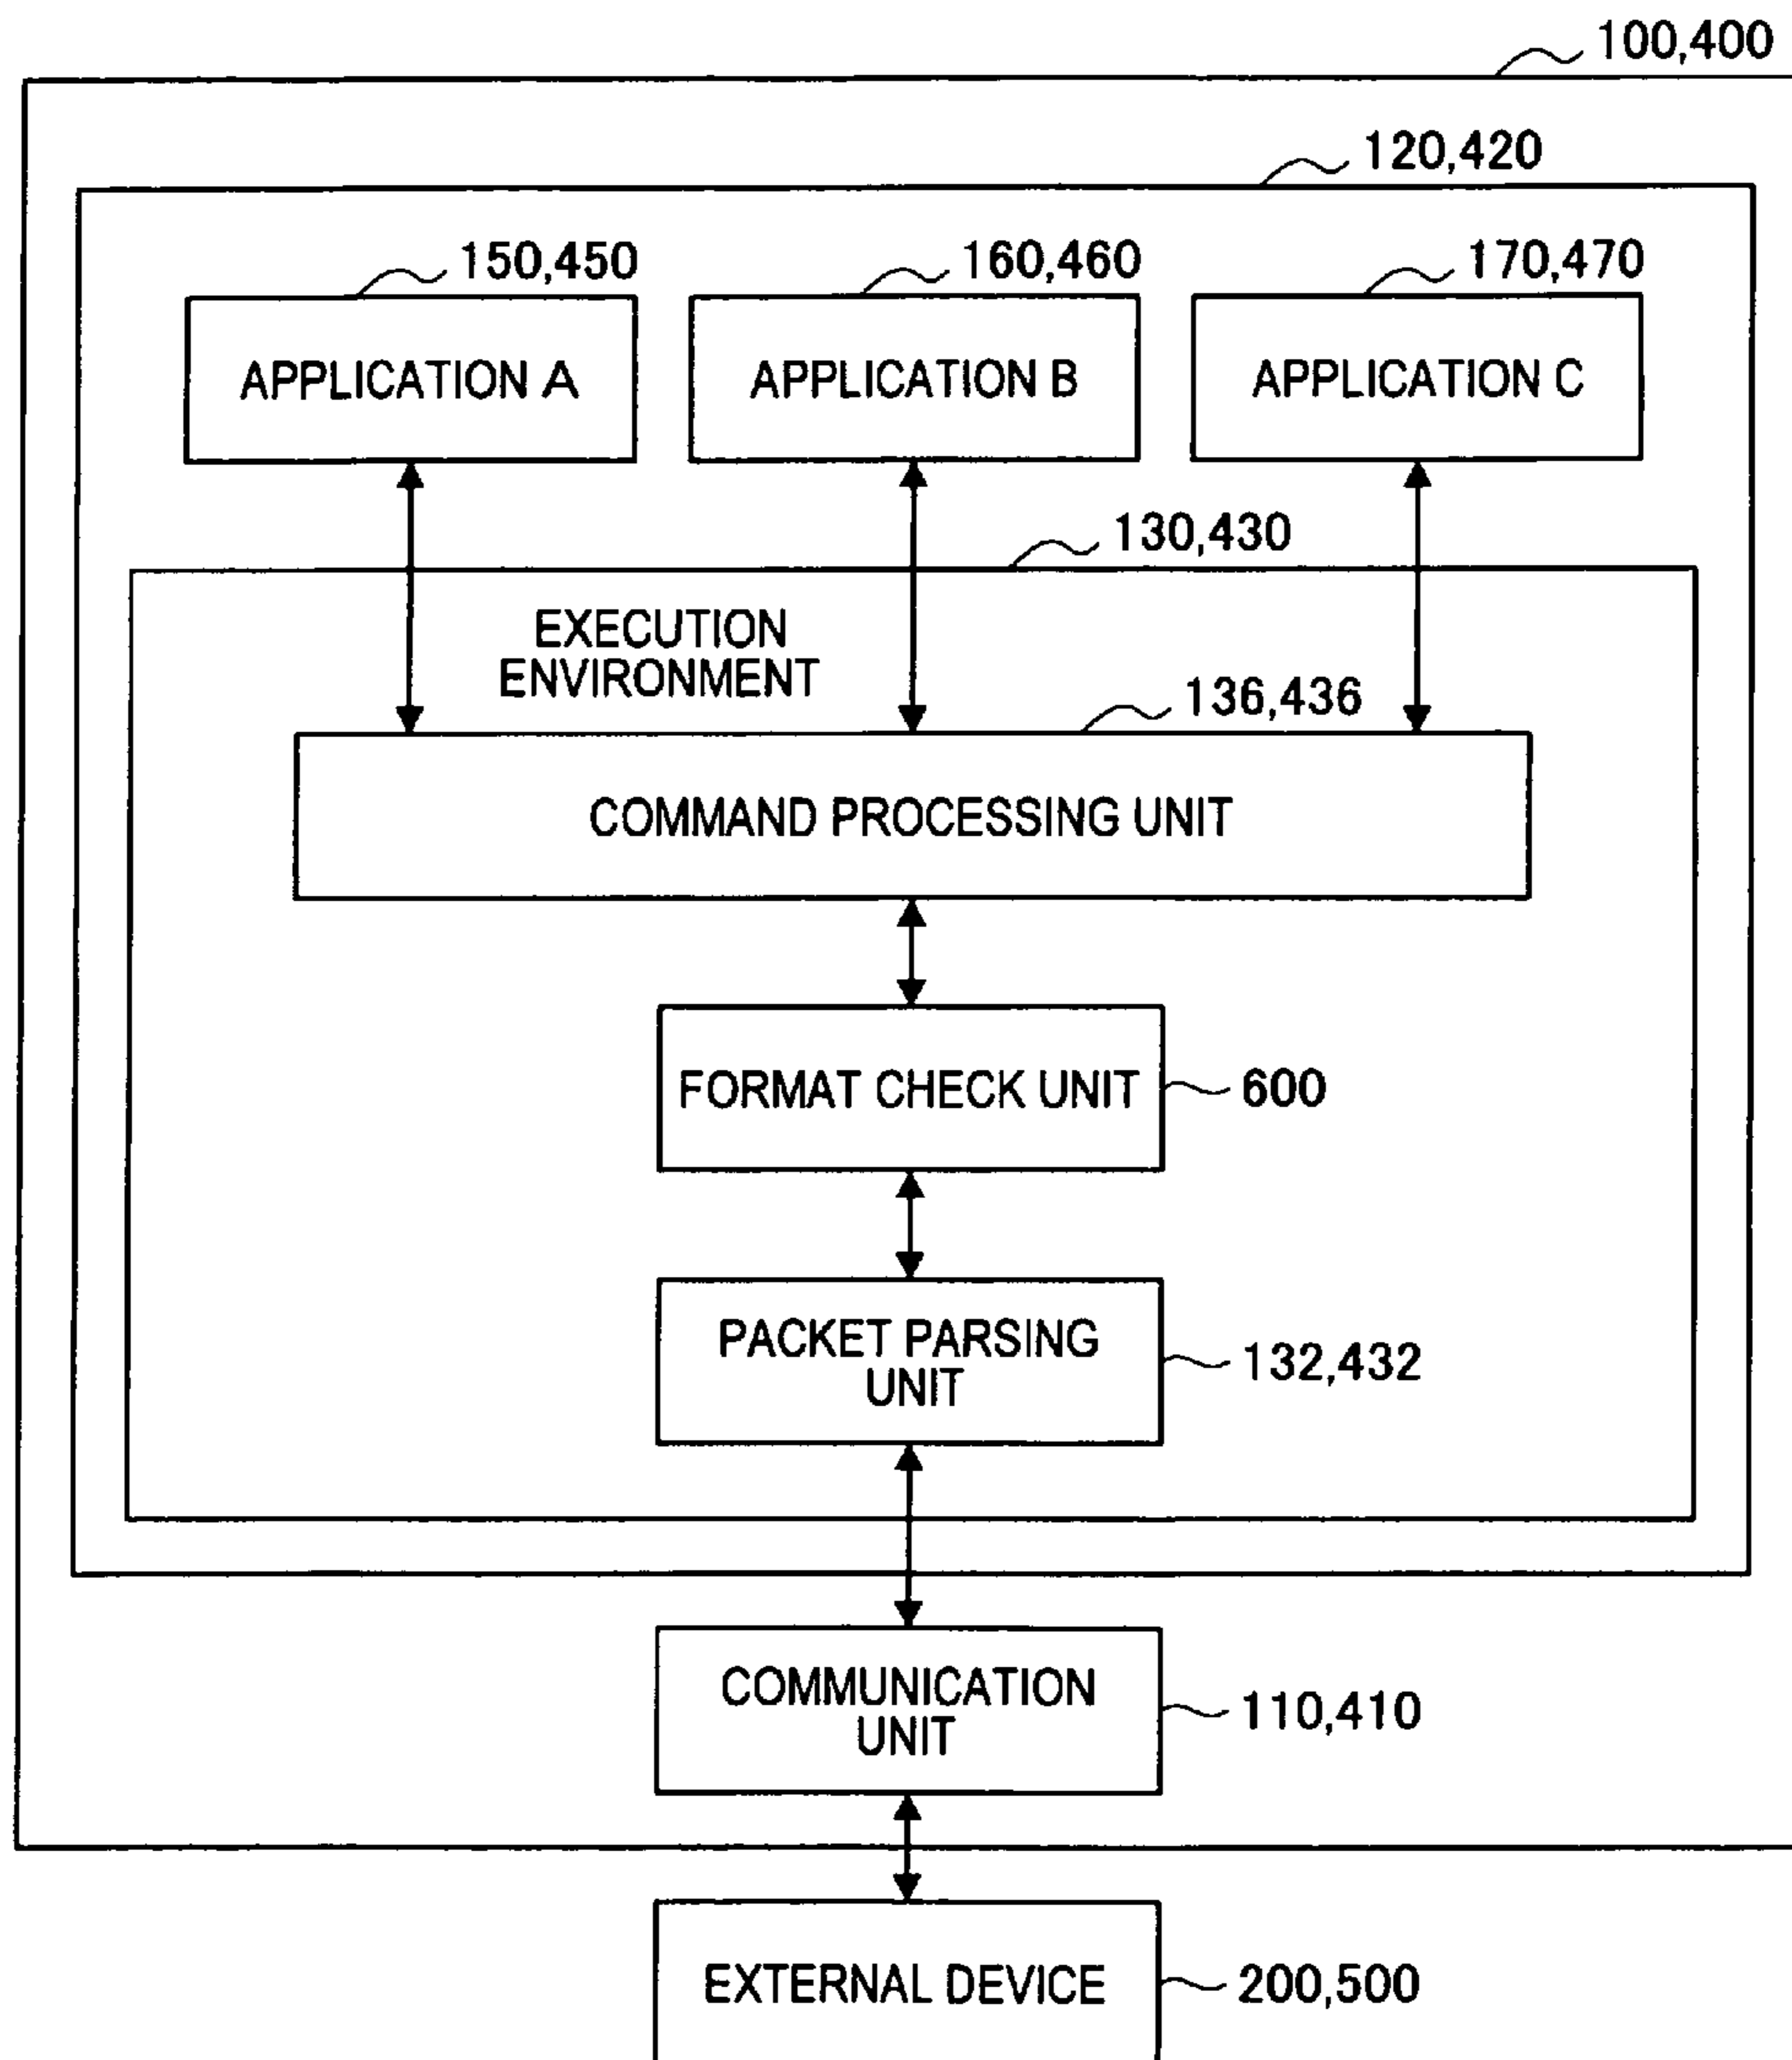 100,400
120,420
150,450
160,460
170,470
APPLICATION A
APPLICATION B
APPLICATION C
130,430
EXECUTION
ENVIRONMENT
136,436
COMMAND PROCESSING UNIT
FORMAT CHECK UNIT
600
PACKET PARSING
UNIT
132,432
COMMUNICATION
UNIT
110,410
EXTERNAL DEVICE
200,500